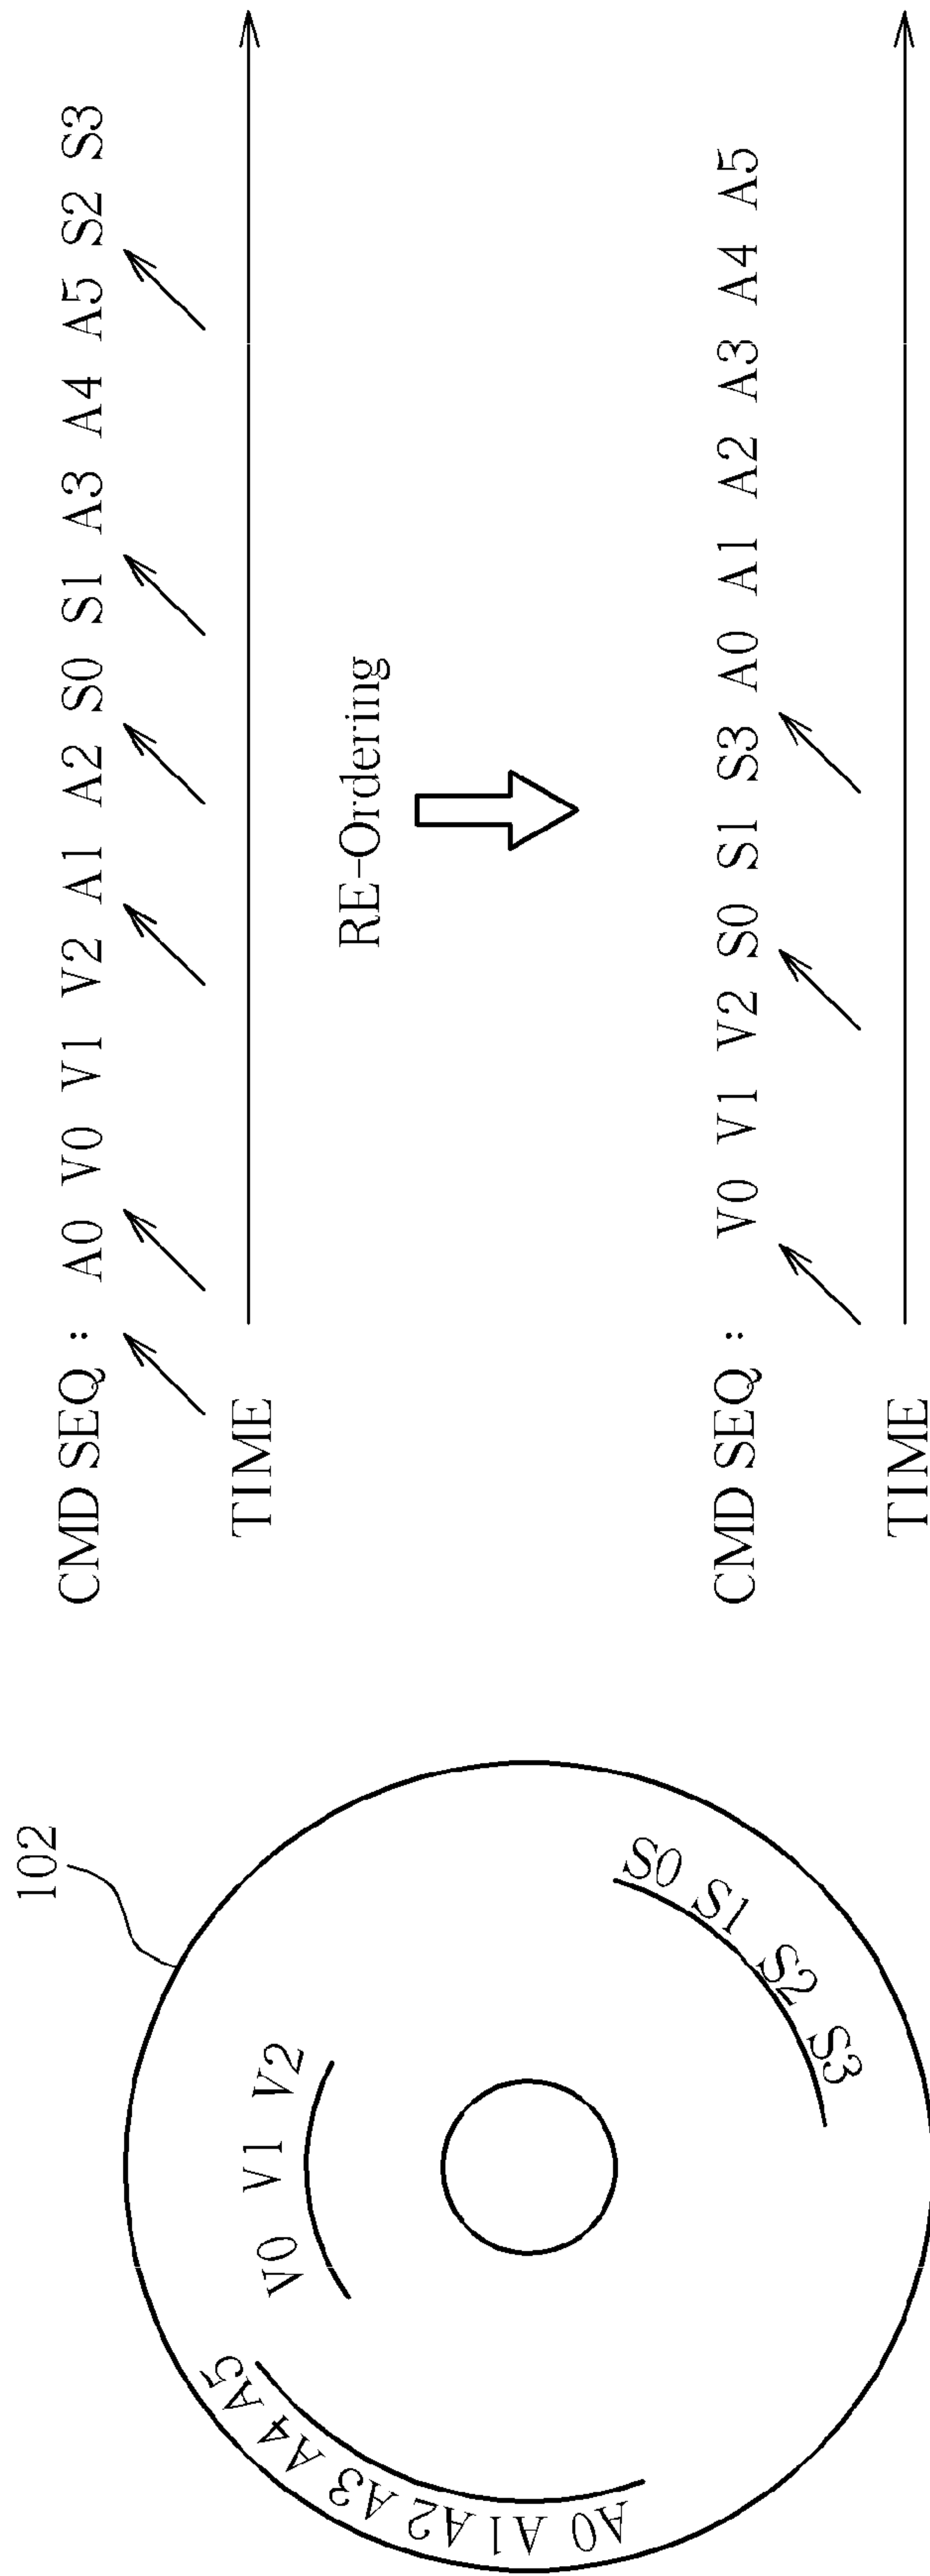 102
V0 V1 V2
A0 A1 A2 A3 A4 A5
S0 S1 S2 S3
CMD SEQ : A0 V0 V1 V2 A1 A2 S0 S1 A3 A4 A5 S2 S3
TIME
RE-Ordering
CMD SEQ : V0 V1 V2 S0 S1 S3 A0 A1 A2 A3 A4 A5
TIME